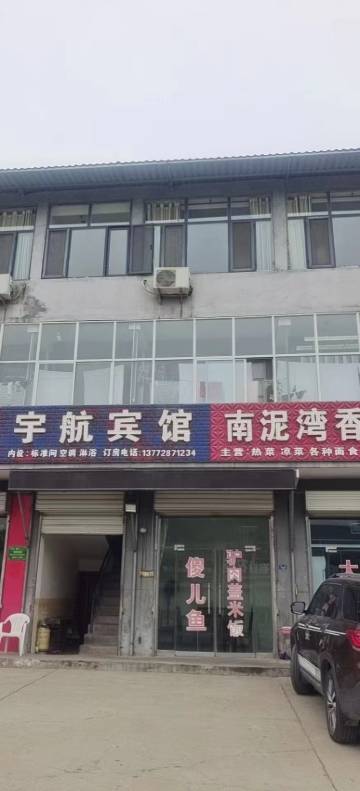 宇航宾馆
内设:标准间 空调 淋浴 订房电话:13772871234
南泥湾香
主营:热菜 凉菜 各种面食
傻儿鱼
驴肉盖米饭
大